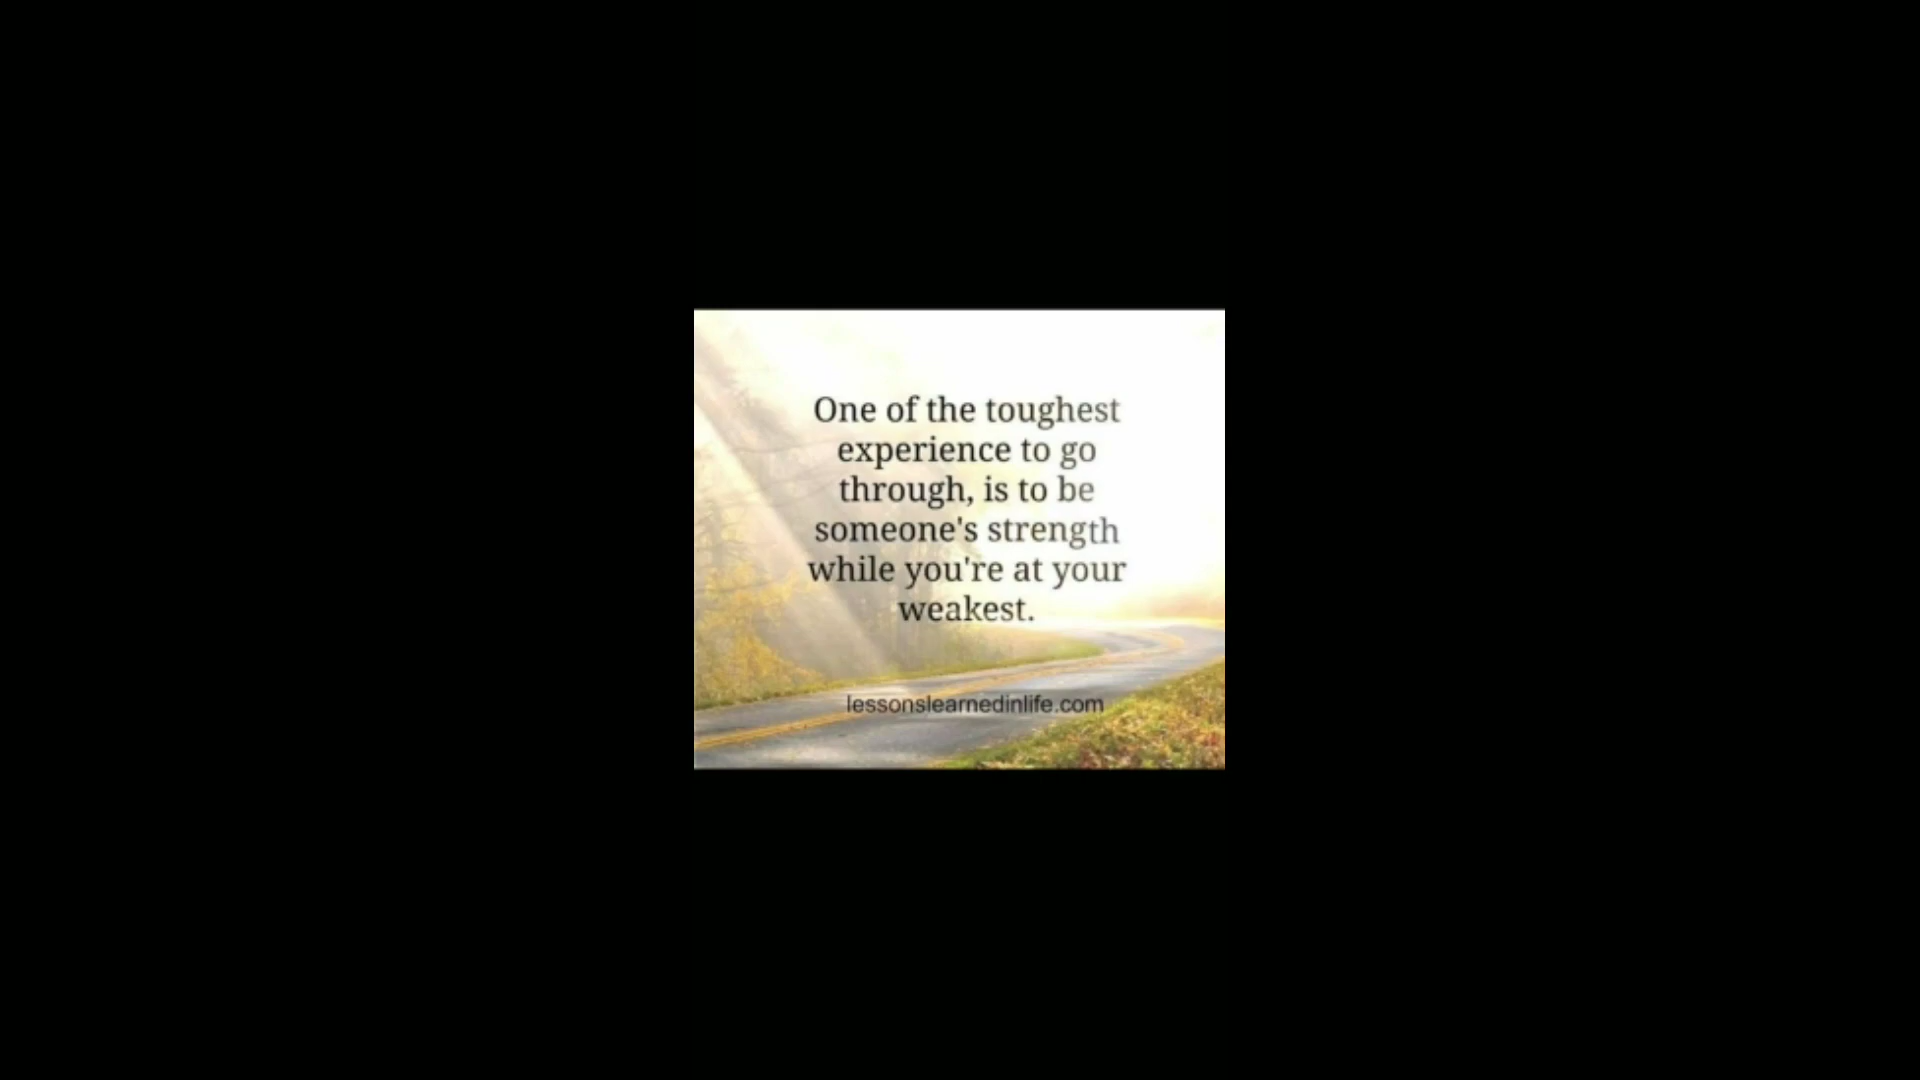 One of the toughest
experience to go
through, is to be
someone's strength
while you're at your
weakest.
lessonslearnedinlife.com